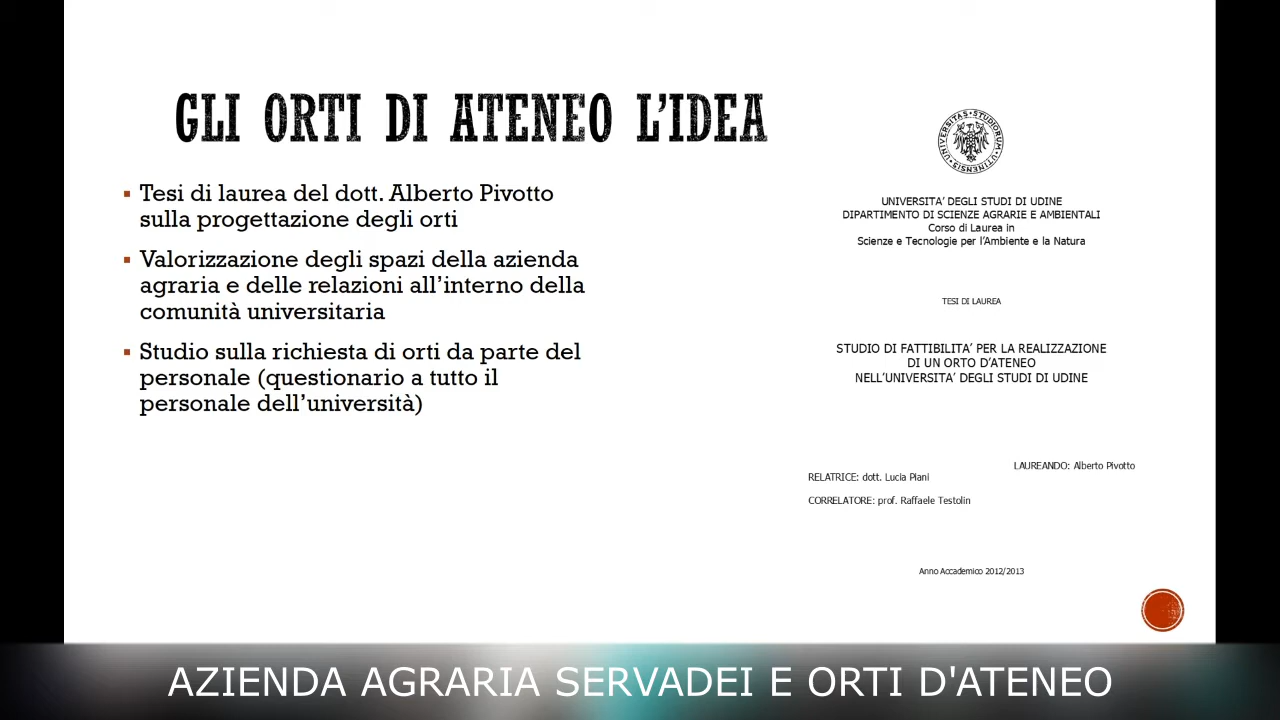 GLI ORTI DI ATENEO L'IDEA
▪ Tesi di laurea del dott. Alberto Pivotto
sulla progettazione degli orti
▪ Valorizzazione degli spazi della azienda
agraria e delle relazioni all'interno della
comunità universitaria
▪ Studio sulla richiesta di orti da parte del
personale (questionario a tutto il
personale dell'università)
UNIVERSITAS · STUDIORUM · UTINENSIS
UNIVERSITA' DEGLI STUDI DI UDINE
DIPARTIMENTO DI SCIENZE AGRARIE E AMBIENTALI
Corso di Laurea in
Scienze e Tecnologie per l'Ambiente e la Natura
TESI DI LAUREA
STUDIO DI FATTIBILITA' PER LA REALIZZAZIONE
DI UN ORTO D'ATENEO
NELL'UNIVERSITA' DEGLI STUDI DI UDINE
LAUREANDO: Alberto Pivotto
RELATRICE: dott. Lucia Piani
CORRELATORE: prof. Raffaele Testolin
Anno Accademico 2012/2013
AZIENDA AGRARIA SERVADEI E ORTI D'ATENEO